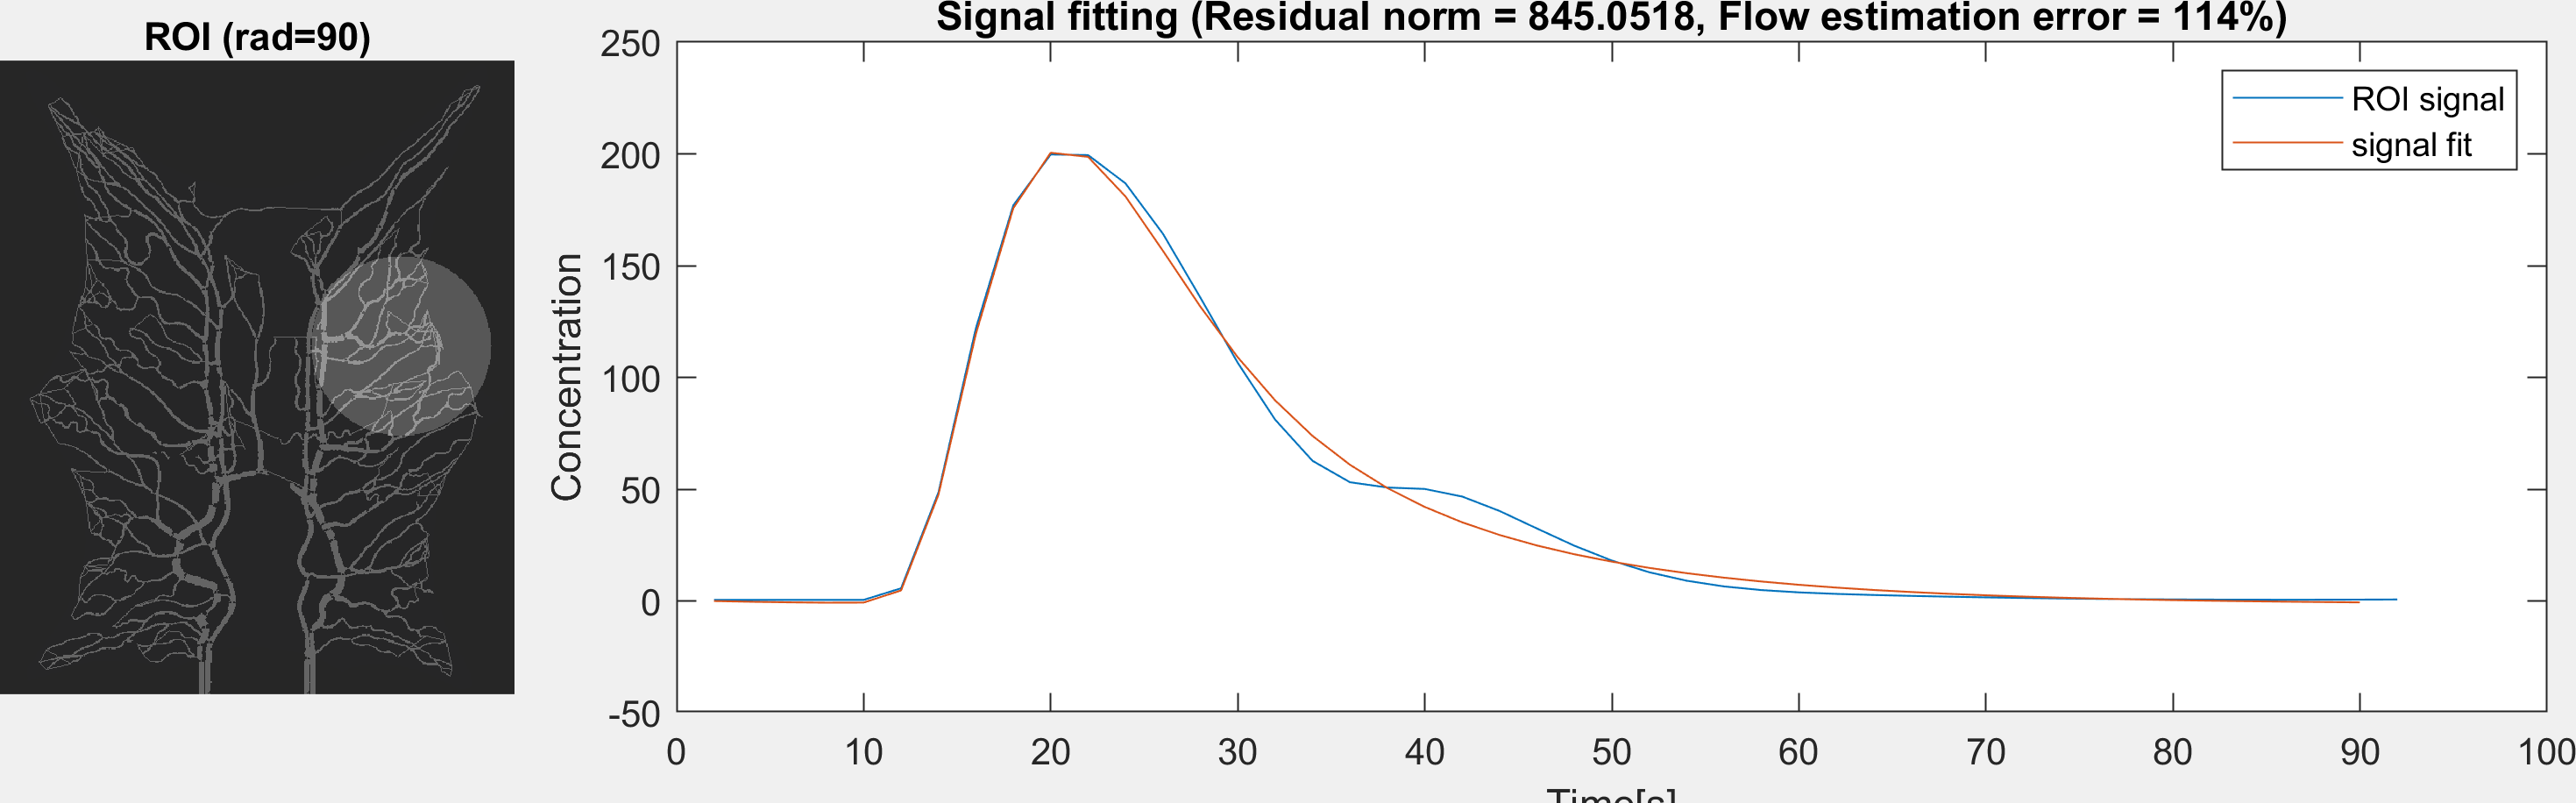 ROI (rad=90)
Signal fitting (Residual norm = 845.0518, Flow estimation error = 114%)
250
200
150
100
50
0
-50
Concentration
ROI signal
signal fit
0 10 20 30 40 50 60 70 80 90 100
Time[s]